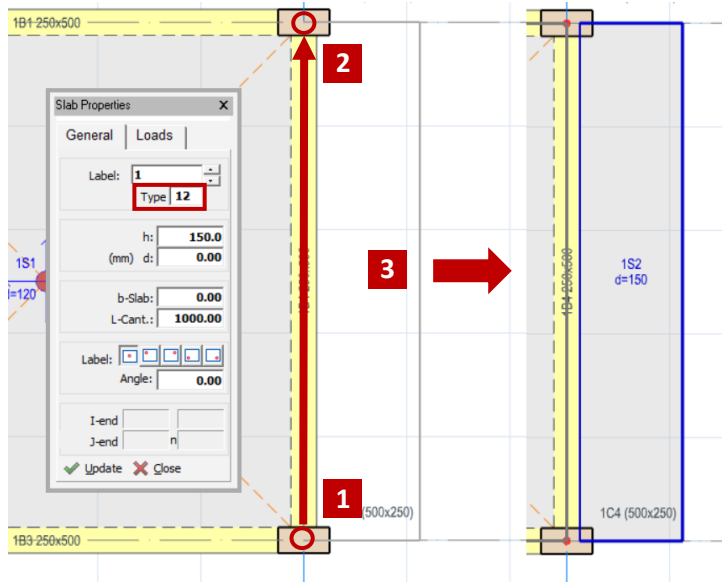 1B1 250x500
2
Slab Properties X
General Loads
Label: 1
Type 12
h: 150.0
(mm) d: 0.00
b-Slab: 0.00
L-Cant.: 1000.00
Label:
Angle: 0.00
I-end
J-end n
Update Close
1S1
d=120
3
1B4 250x500
1S2
d=150
1
(500x250)
1C4 (500x250)
1B3 250x500